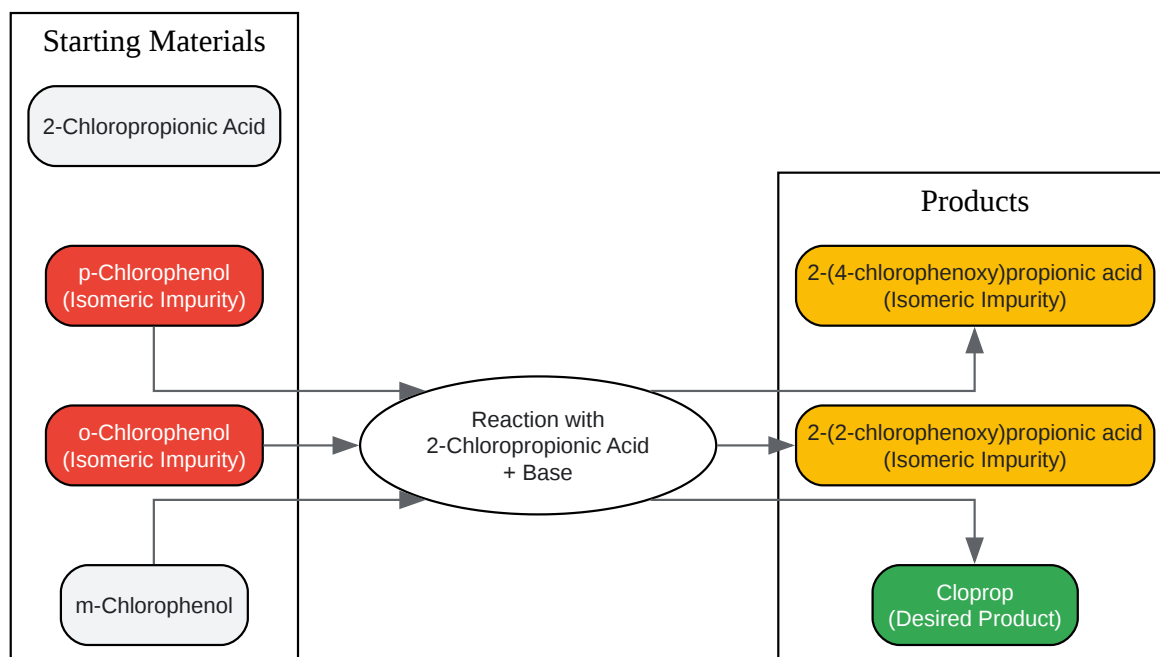 Starting Materials
2-Chloropropionic Acid
p-Chlorophenol
(Isomeric Impurity)
o-Chlorophenol
(Isomeric Impurity)
m-Chlorophenol
Reaction with
2-Chloropropionic Acid
+ Base
Products
2-(4-chlorophenoxy)propionic acid
(Isomeric Impurity)
2-(2-chlorophenoxy)propionic acid
(Isomeric Impurity)
Cloprop
(Desired Product)